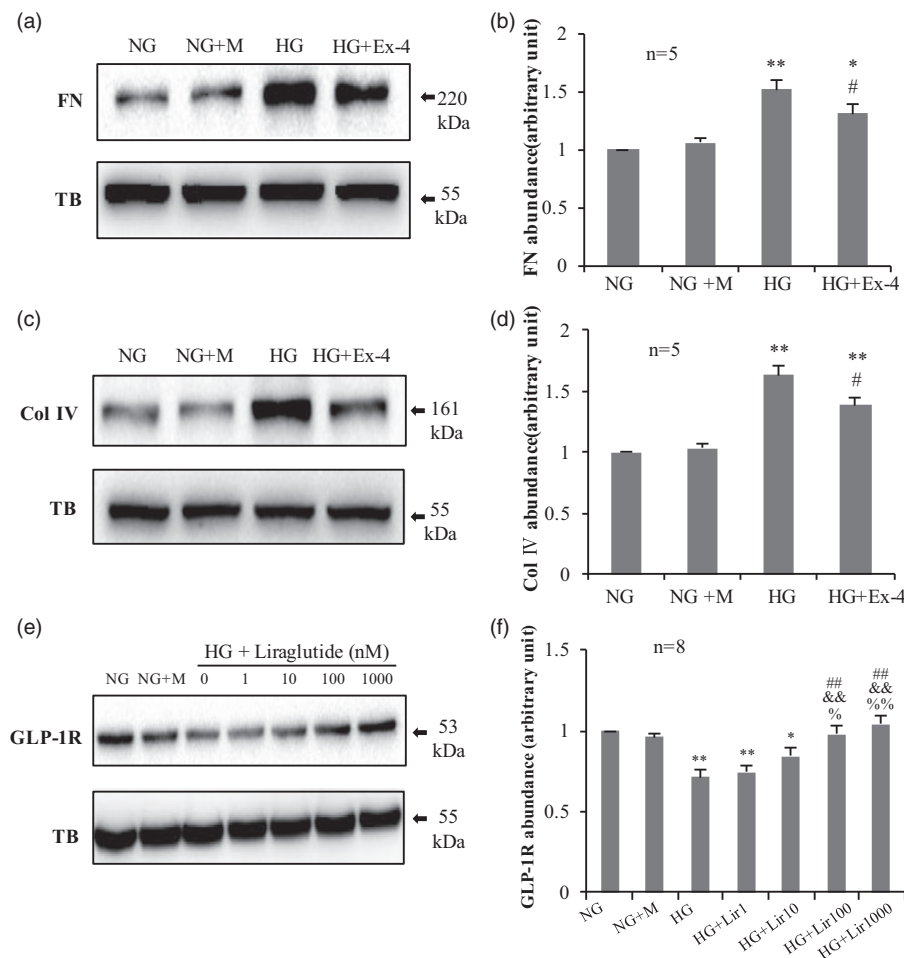 (a)
NG NG+M HG HG+Ex-4
FN
220
kDa
TB
55
kDa
(b)
n=5
** *
#
2
1.5
1
0.5
0
FN abundance(arbitrary unit)
NG NG +M HG HG+Ex-4
(c)
NG NG+M HG HG+Ex-4
Col IV
161
kDa
TB
55
kDa
(d)
n=5
** **
#
2
1.5
1
0.5
0
Col IV abundance(arbitrary unit)
NG NG +M HG HG+Ex-4
(e)
HG + Liraglutide (nM)
NG NG+M 0 1 10 100 1000
GLP-1R
53
kDa
TB
55
kDa
(f)
n=8
## ##
&& &&
% %%
** ** *
1.5
1
0.5
0
GLP-1R abundance (arbitrary unit)
NG NG+M HG HG+Lir1 HG+Lir10 HG+Lir100 HG+Lir1000